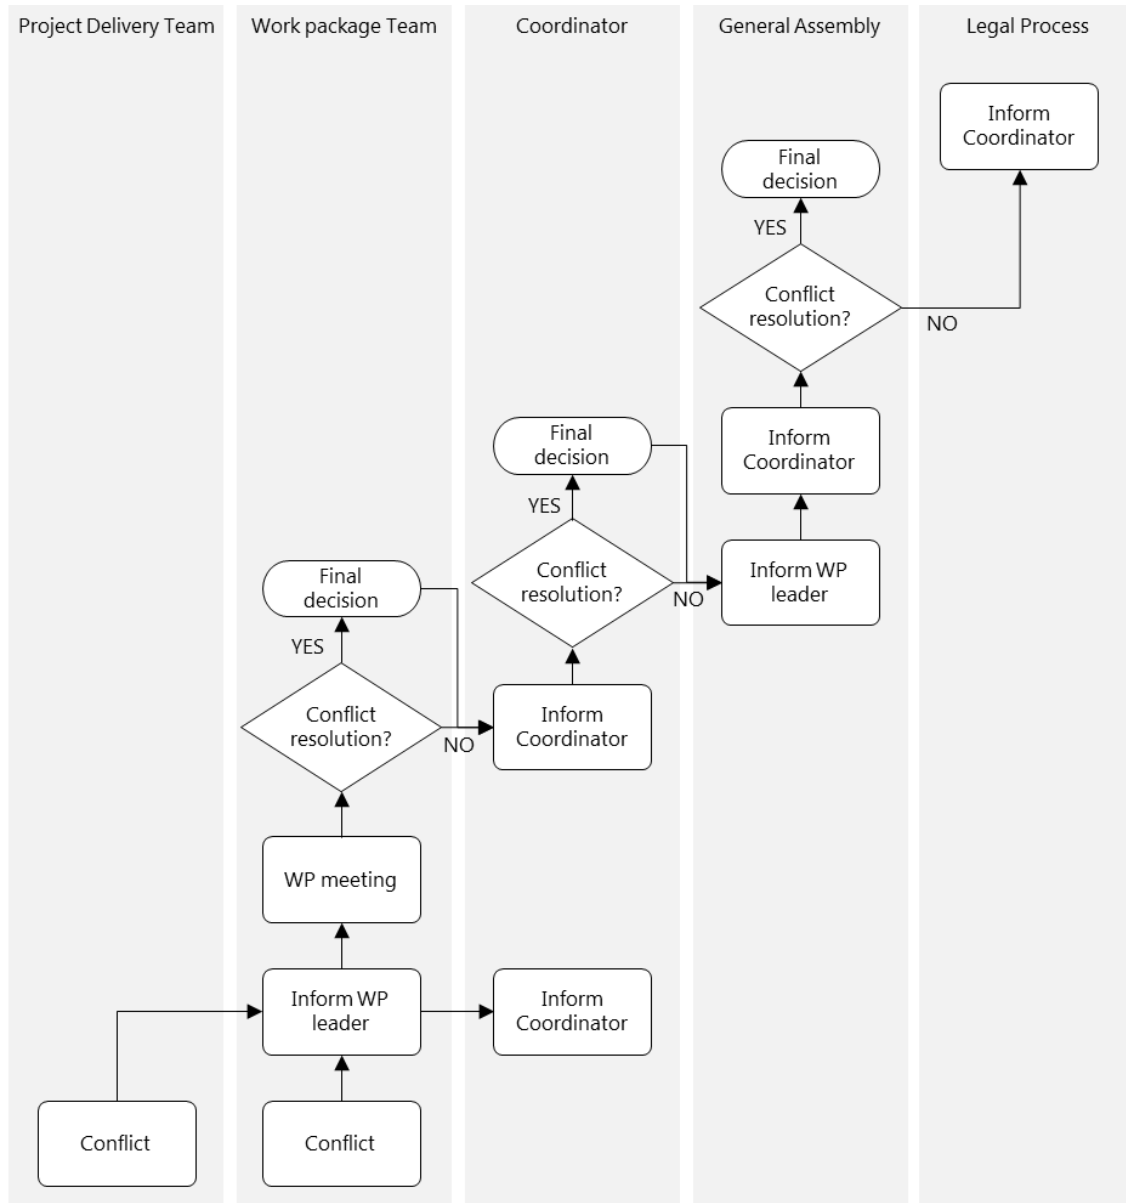 Project Delivery Team
Work package Team
Coordinator
General Assembly
Legal Process
Inform
Coordinator
Final
decision
YES
Conflict
resolution?
NO
Inform
Coordinator
Inform WP
leader
Final
decision
YES
Conflict
resolution?
NO
Inform
Coordinator
Final
decision
YES
Conflict
resolution?
NO
WP meeting
Inform WP
leader
Inform
Coordinator
Conflict
Conflict